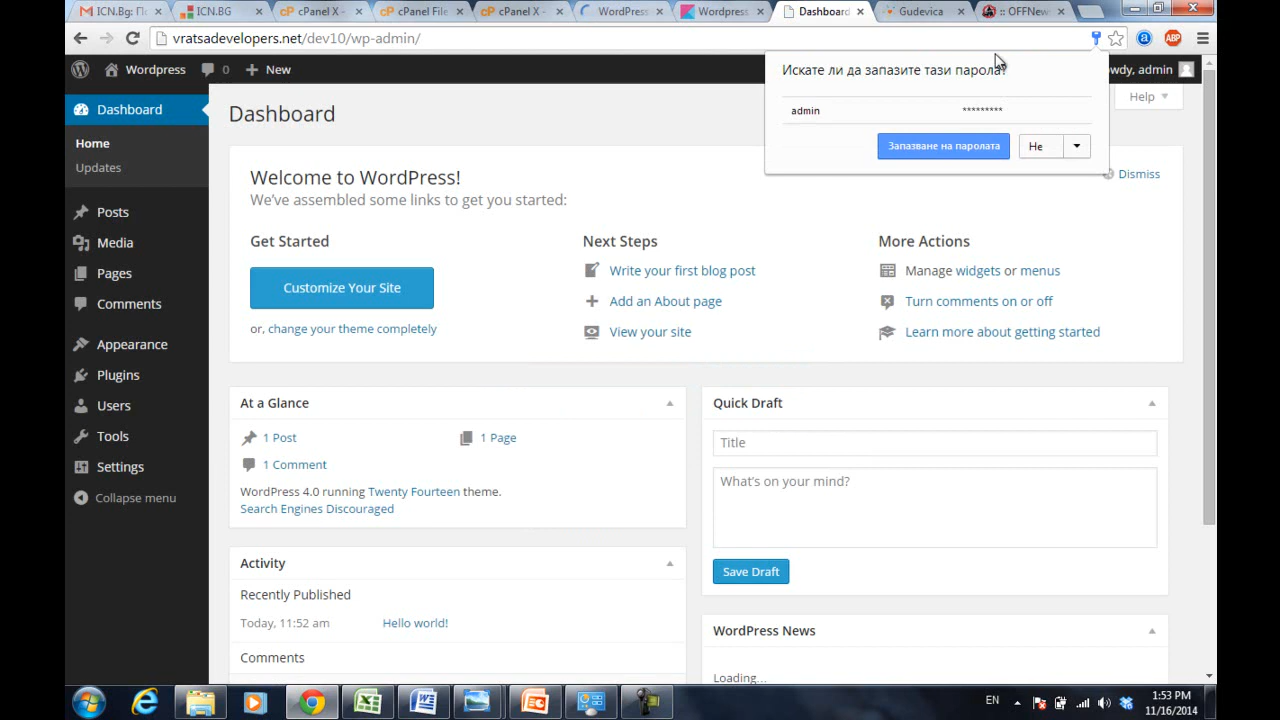 ICN.Bg: По
ICN.BG
cPanel X -
cPanel File
cPanel X -
WordPress
Wordpress
Dashboard
Gudevica
:: OFFNew
vratsadevelopers.net/dev10/wp-admin/
Wordpress
0
New
owdy, admin
Искате ли да запазите тази парола?
admin
*********
Запазване на паролата
Не
Help
Dashboard
Home
Updates
Posts
Media
Pages
Comments
Appearance
Plugins
Users
Tools
Settings
Collapse menu
Dashboard
Welcome to WordPress!
We've assembled some links to get you started:
Dismiss
Get Started
Customize Your Site
or, change your theme completely
Next Steps
Write your first blog post
Add an About page
View your site
More Actions
Manage widgets or menus
Turn comments on or off
Learn more about getting started
At a Glance
1 Post
1 Page
1 Comment
WordPress 4.0 running Twenty Fourteen theme.
Search Engines Discouraged
Activity
Recently Published
Today, 11:52 am
Hello world!
Comments
Quick Draft
Title
What's on your mind?
Save Draft
WordPress News
Loading...
EN
1:53 PM
11/16/2014